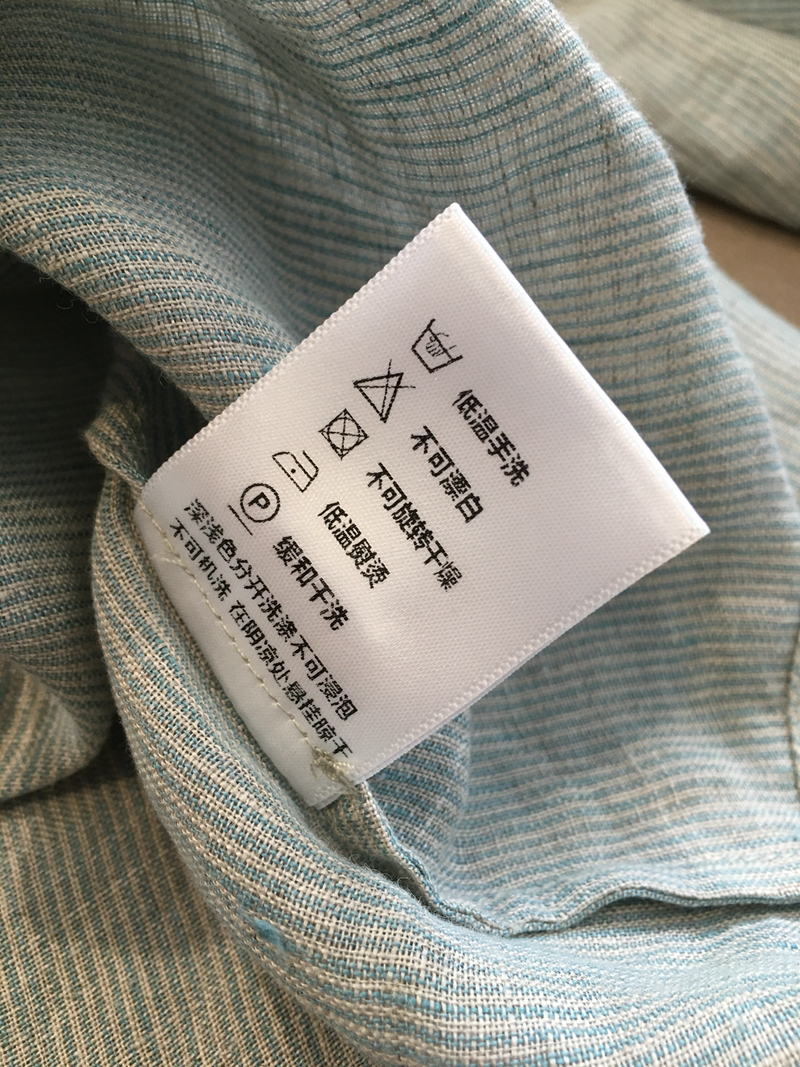 低温手洗
不可漂白
不可旋转干燥
低温熨烫
P
缓和干洗
深浅色分开洗涤 不可浸泡
不可机洗 在阴凉处悬挂晾干